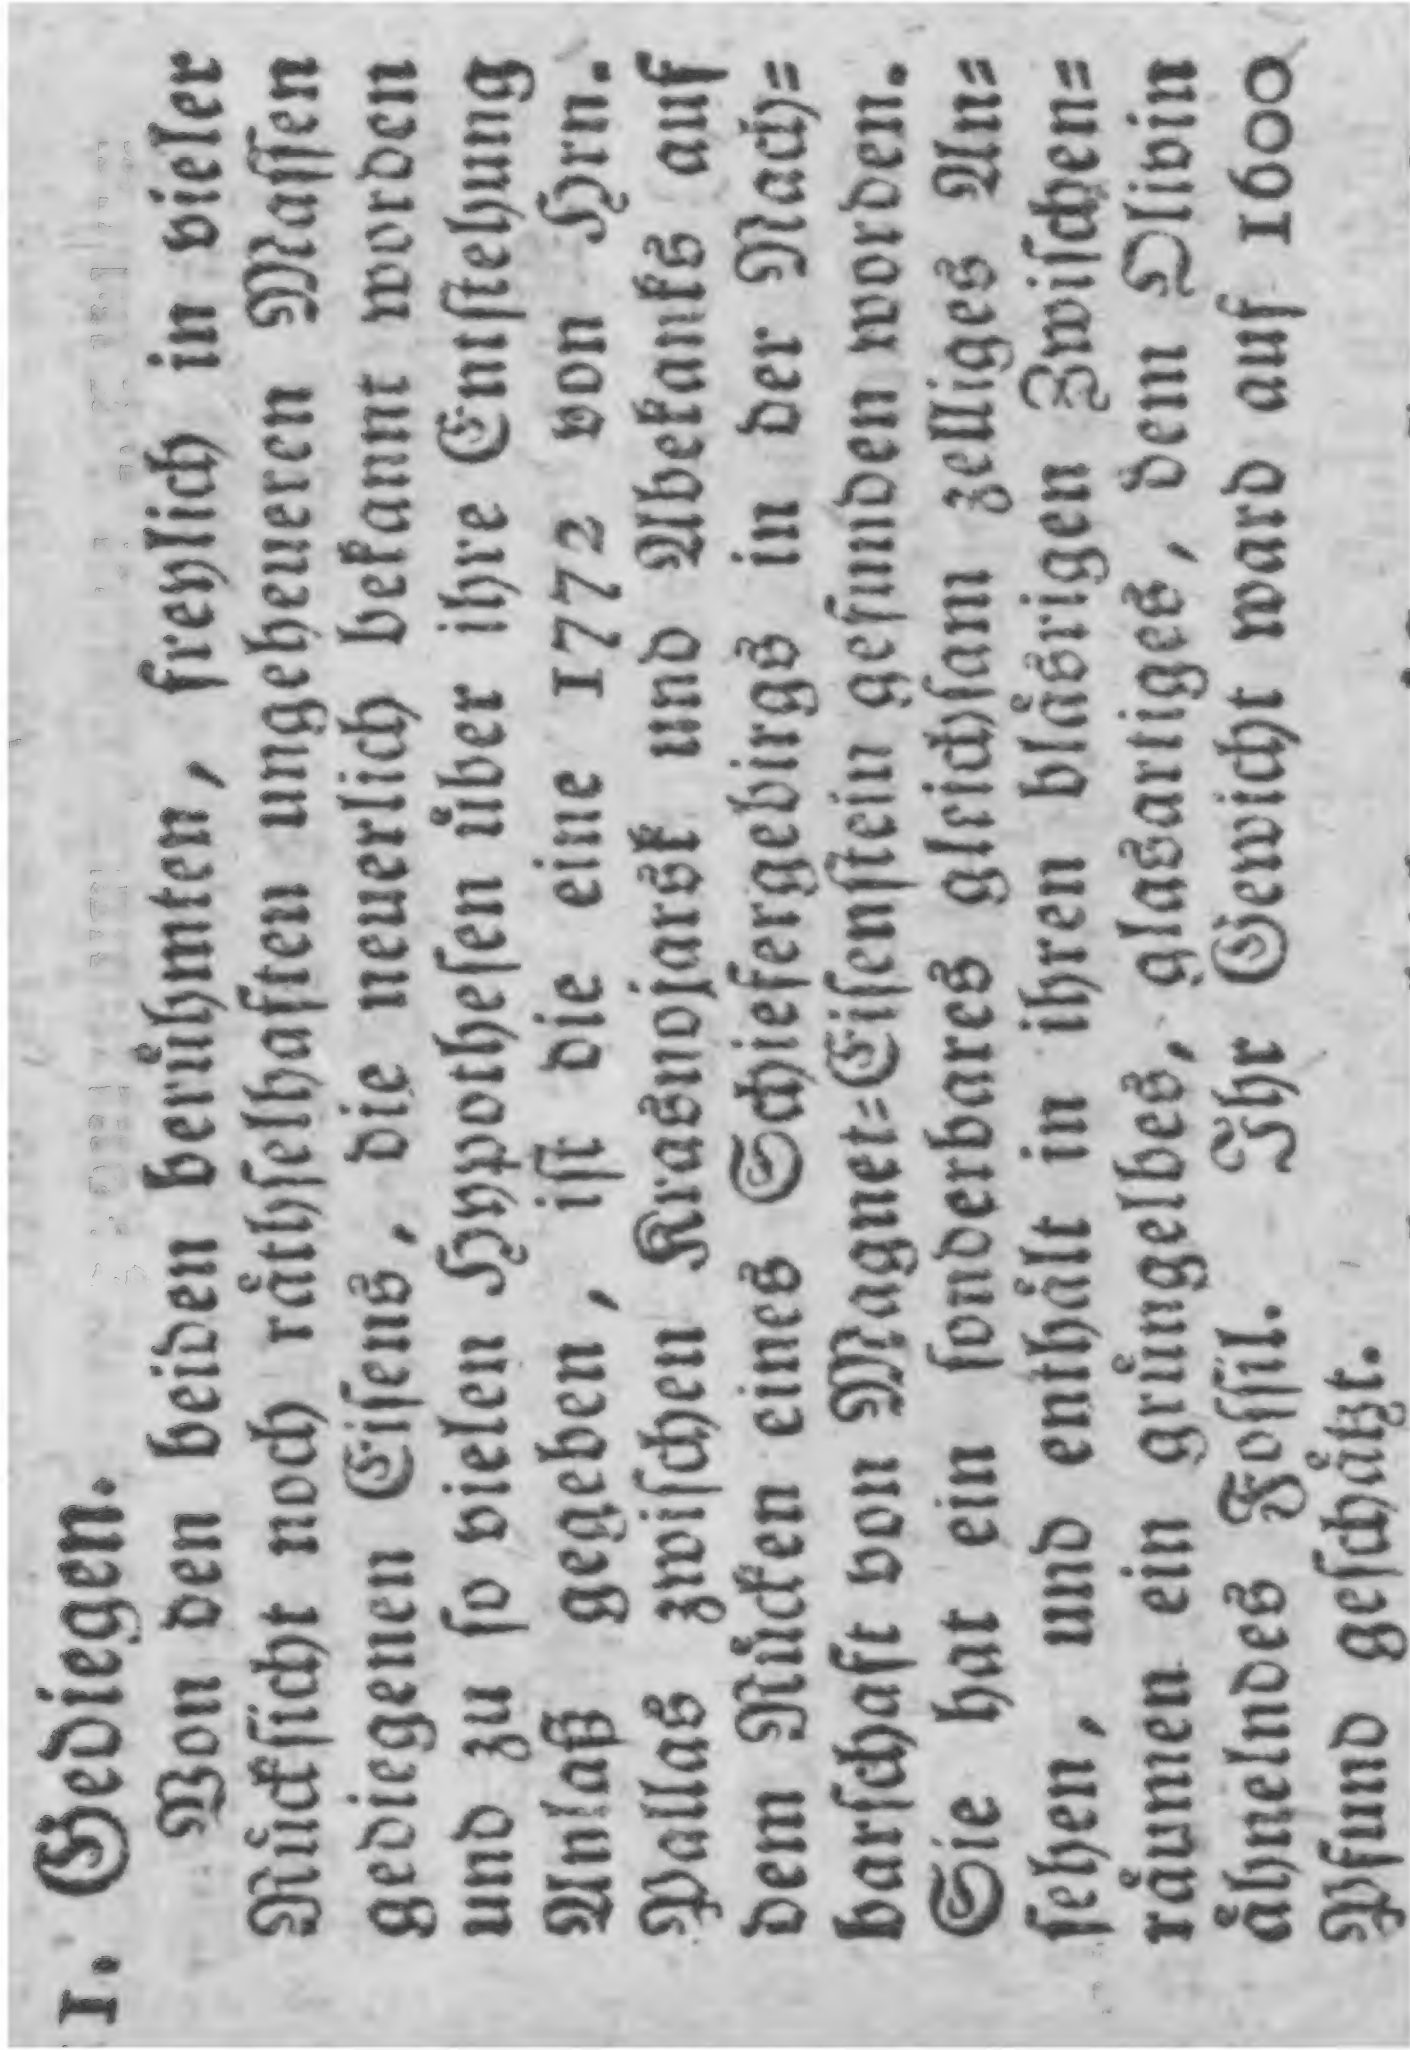 1. Gediegen.
Von den beiden berühmten, freylich in vieler
Rücksicht noch räthselhaften ungeheueren Massen
gediegenen Eisens, die neuerlich bekannt worden
und zu so vielen Hypothesen über ihre Entstehung
Anlaß gegeben, ist die eine 1772 von Hrn.
Pallas zwischen Krasnojarsk und Abekansk auf
dem Rücken eines Schiefergebirgs in der Nach=
barschaft von Magnet=Eisenstein gefunden worden.
Sie hat ein sonderbares gleichsam zelliges An=
sehen, und enthält in ihren bläsrigen Zwischen=
räumen ein grüngelbes, glasartiges, dem Olivin
ähnelndes Fossil. Ihr Gewicht ward auf 1600
Pfund geschätzt.